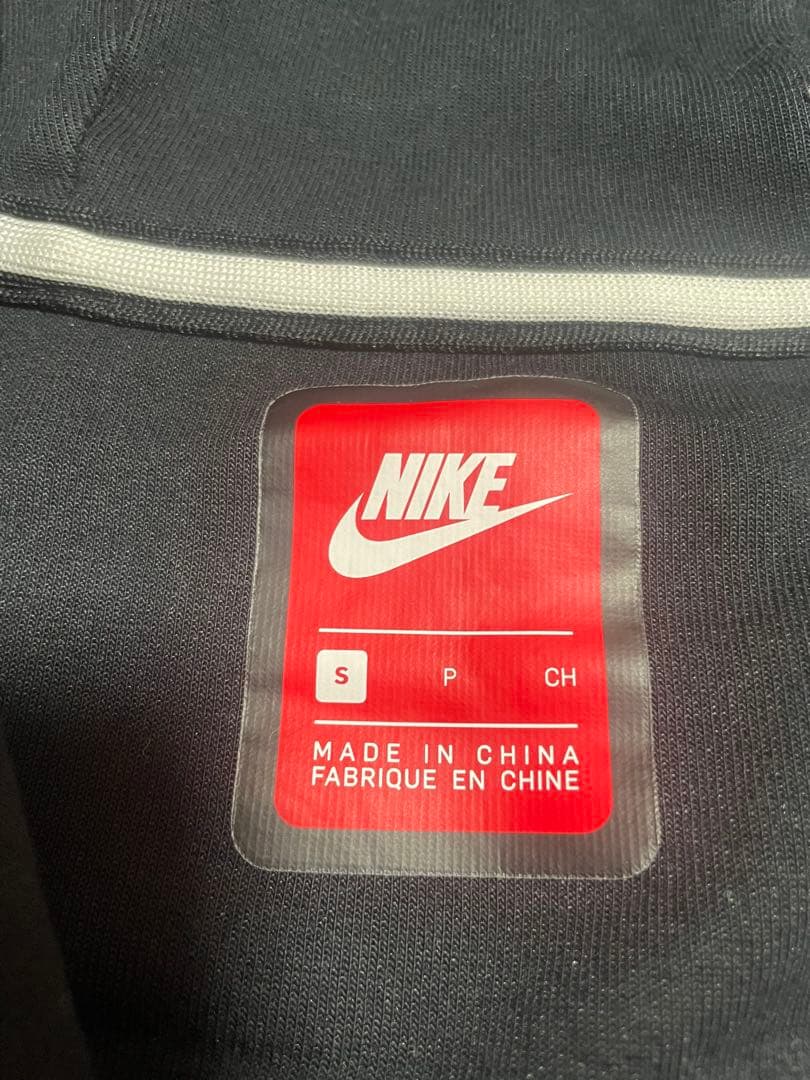 NIKE
S P CH
MADE IN CHINA
FABRIQUE EN CHINE